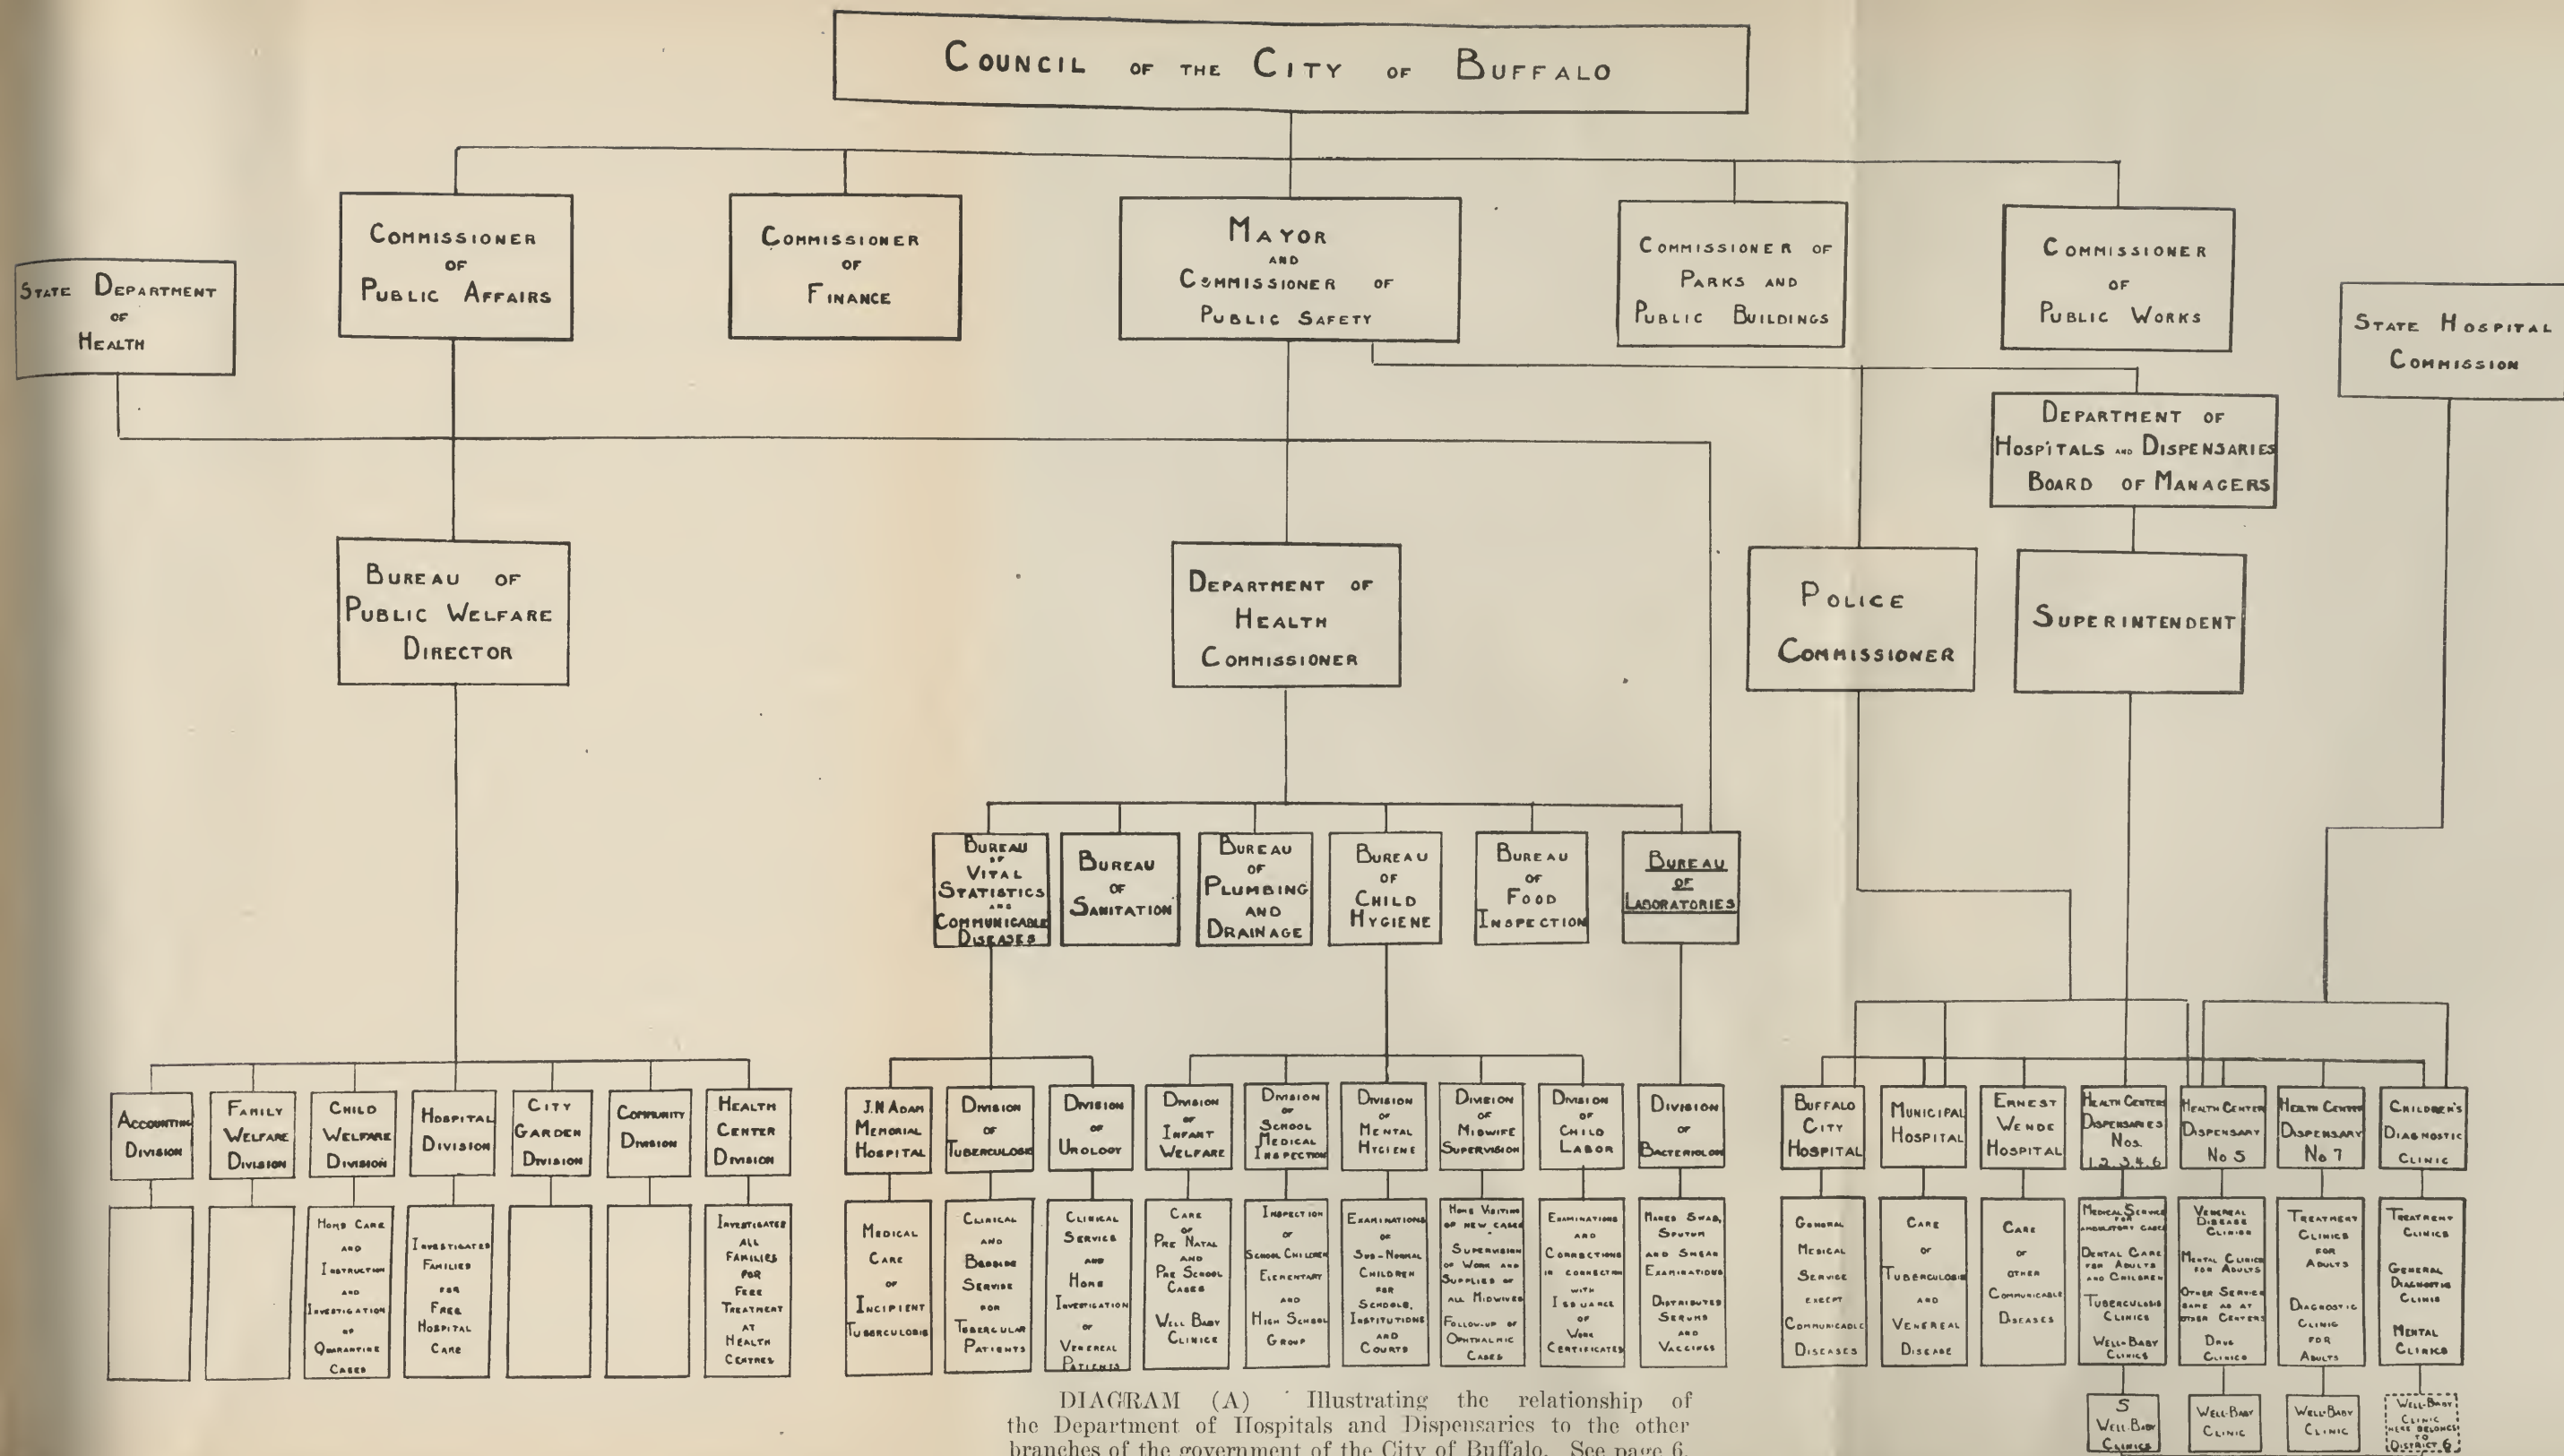 COUNCIL OF THE CITY OF BUFFALO
STATE DEPARTMENT
OF
HEALTH
COMMISSIONER
OF
PUBLIC AFFAIRS
COMMISSIONER
OF
FINANCE
MAYOR
AND
COMMISSIONER OF
PUBLIC SAFETY
COMMISSIONER OF
PARKS AND
PUBLIC BUILDINGS
COMMISSIONER
OF
PUBLIC WORKS
STATE HOSPITAL
COMMISSION
DEPARTMENT OF
HOSPITALS AND DISPENSARIES
BOARD OF MANAGERS
BUREAU OF
PUBLIC WELFARE
DIRECTOR
DEPARTMENT OF
HEALTH
COMMISSIONER
POLICE
COMMISSIONER
SUPERINTENDENT
BUREAU
OF
VITAL
STATISTICS
AND
COMMUNICABLE
DISEASES
BUREAU
OF
SANITATION
BUREAU
OF
PLUMBING
AND
DRAINAGE
BUREAU
OF
CHILD
HYGIENE
BUREAU
OF
FOOD
INSPECTION
BUREAU
OF
LABORATORIES
ACCOUNTING
DIVISION
FAMILY
WELFARE
DIVISION
CHILD
WELFARE
DIVISION
HOSPITAL
DIVISION
CITY
GARDEN
DIVISION
COMMUNITY
DIVISION
HEALTH
CENTER
DIVISION
J.N ADAM
MEMORIAL
HOSPITAL
DIVISION
OF
TUBERCULOSIS
DIVISION
OF
UROLOGY
DIVISION
OF
INFANT
WELFARE
DIVISION
OF
SCHOOL
MEDICAL
INSPECTION
DIVISION
OF
MENTAL
HYGIENE
DIVISION
OF
MIDWIFE
SUPERVISION
DIVISION
OF
CHILD
LABOR
DIVISION
OF
BACTERIOLOGY
BUFFALO
CITY
HOSPITAL
MUNICIPAL
HOSPITAL
ERNEST
WENDE
HOSPITAL
HEALTH CENTERS
DISPENSARIES
NOS.
1.2.3.4.6
HEALTH CENTER
DISPENSARY
No 5
HEALTH CENTER
DISPENSARY
No 7
CHILDREN'S
DIAGNOSTIC
CLINIC
HOME CARE
AND
INSTRUCTION
AND
INVESTIGATION
OF
QUARANTINE
CASES
INVESTIGATES
FAMILIES
FOR
FREE
HOSPITAL
CARE
INVESTIGATES
ALL
FAMILIES
FOR
FREE
TREATMENT
AT
HEALTH
CENTRES
MEDICAL
CARE
OF
INCIPIENT
TUBERCULOSIS
CLINICAL
AND
BEDSIDE
SERVICE
FOR
TUBERCULAR
PATIENTS
CLINICAL
SERVICE
AND
HOME
INVESTIGATION
OF
VENEREAL
PATIENTS
CARE
OF
PRE NATAL
AND
PRE SCHOOL
CASES
WELL BABY
CLINICS
INSPECTION
OF
SCHOOL CHILDREN
ELEMENTARY
AND
HIGH SCHOOL
GROUP
EXAMINATIONS
OF
SUB-NORMAL
CHILDREN
FOR
SCHOOLS,
INSTITUTIONS
AND
COURTS
HOME VISITING
OF NEW CASES
SUPERVISION
OF WORK AND
SUPPLIES OF
ALL MIDWIVES
FOLLOW-UP OF
OPHTHALMIC
CASES
EXAMINATIONS
AND
CORRECTIONS
IN CONNECTION
WITH
ISSUANCE
OF
WORK
CERTIFICATES
MAKES SWAB,
SPUTUM
AND SMEAR
EXAMINATIONS
DISTRIBUTES
SERUMS
AND
VACCINES
GENERAL
MEDICAL
SERVICE
EXCEPT
COMMUNICABLE
DISEASES
CARE
OF
TUBERCULOSIS
AND
VENEREAL
DISEASE
CARE
OF
OTHER
COMMUNICABLE
DISEASES
MEDICAL SERVICE
FOR
AMBULATORY CASES
DENTAL CARE
FOR ADULTS
AND CHILDREN
TUBERCULOSIS
CLINICS
WELL-BABY
CLINICS
VENEREAL
DISEASE
CLINICS
MENTAL CLINICS
FOR ADULTS
OTHER SERVICE
SAME AS AT
OTHER CENTERS
DRUG
CLINICS
TREATMENT
CLINICS
FOR
ADULTS
DIAGNOSTIC
CLINIC
FOR
ADULTS
TREATMENT
CLINICS
GENERAL
DIAGNOSTIC
CLINIC
MENTAL
CLINICS
5
WELL-BABY
CLINICS
WELL-BABY
CLINIC
WELL-BABY
CLINIC
WELL-BABY
CLINIC
HERE BELONGS
TO
DISTRICT 6
DIAGRAM (A) Illustrating the relationship of
the Department of Hospitals and Dispensaries to the other
branches of the government of the City of Buffalo. See page 6.